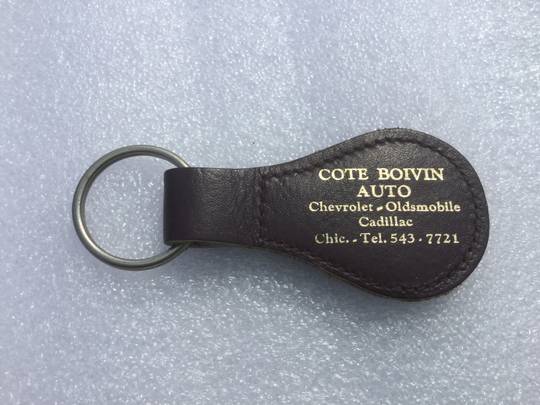 COTE BOIVIN
AUTO
Chevrolet - Oldsmobile
Cadillac
Chic. - Tel. 543 - 7721